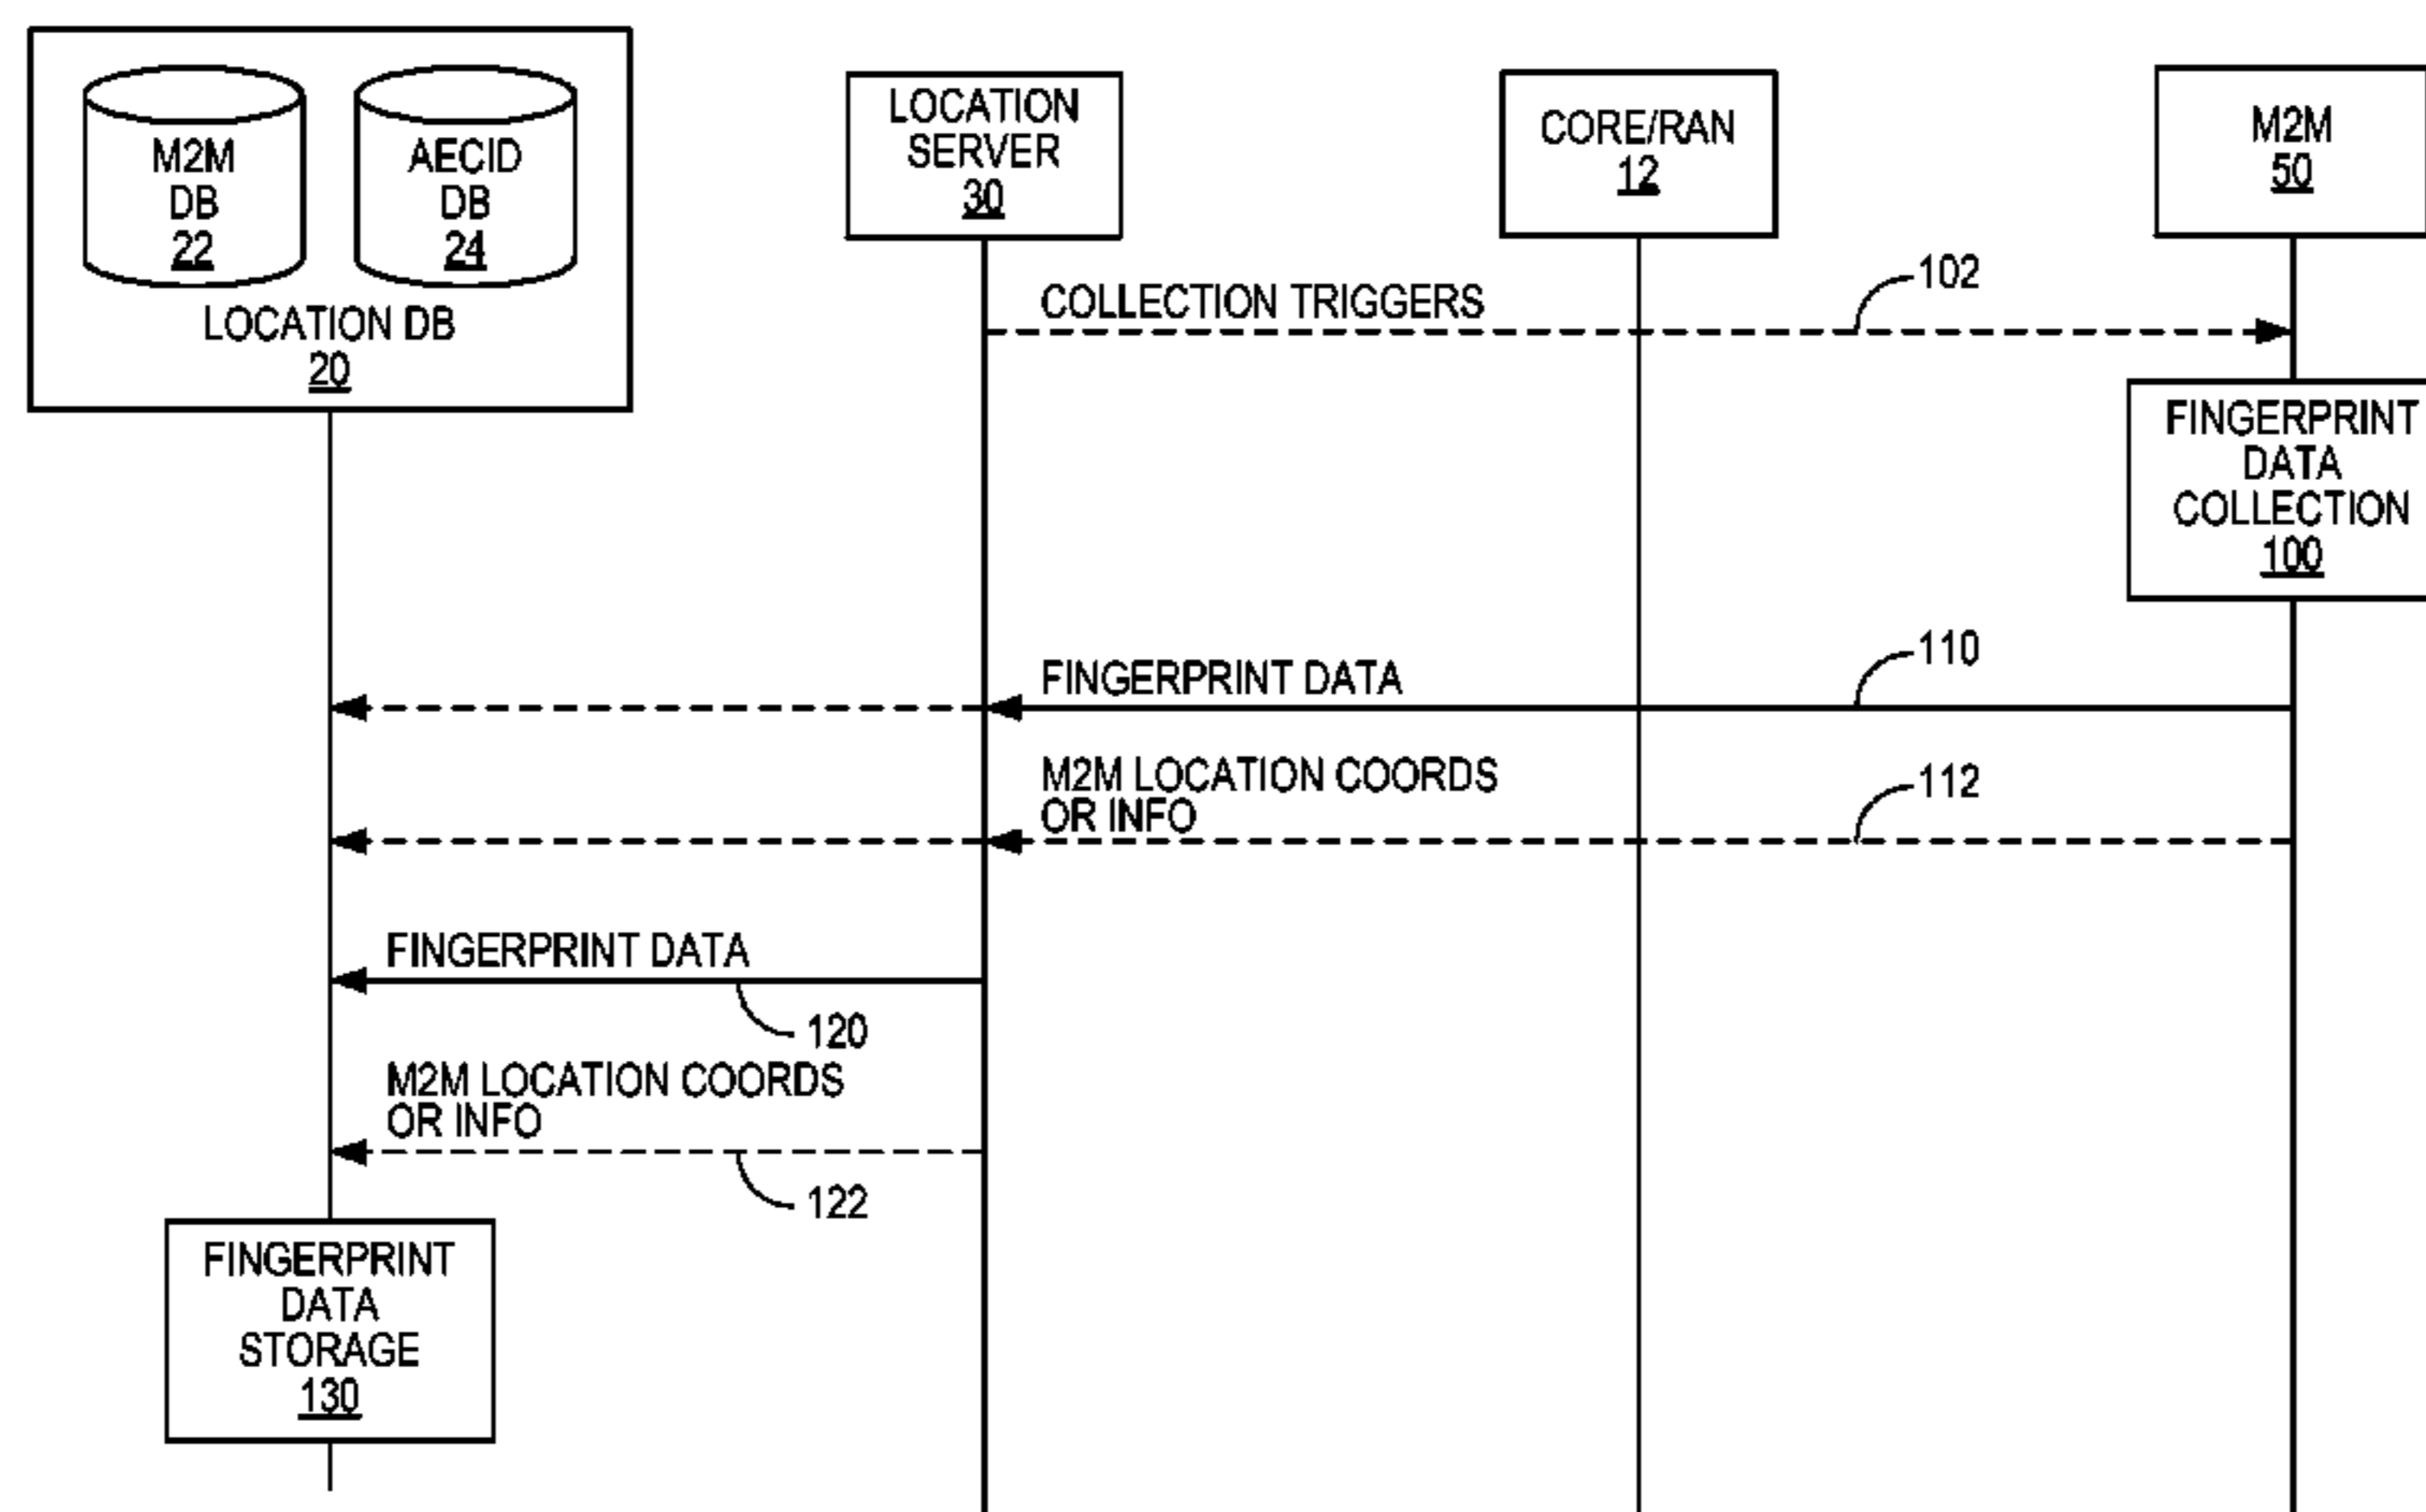 M2M
DB
22
AECID
DB
24
LOCATION DB
20
LOCATION
SERVER
30
CORE/RAN
12
M2M
50
COLLECTION TRIGGERS
102
FINGERPRINT
DATA
COLLECTION
100
FINGERPRINT DATA
110
M2M LOCATION COORDS
OR INFO
112
FINGERPRINT DATA
120
M2M LOCATION COORDS
OR INFO
122
FINGERPRINT
DATA
STORAGE
130